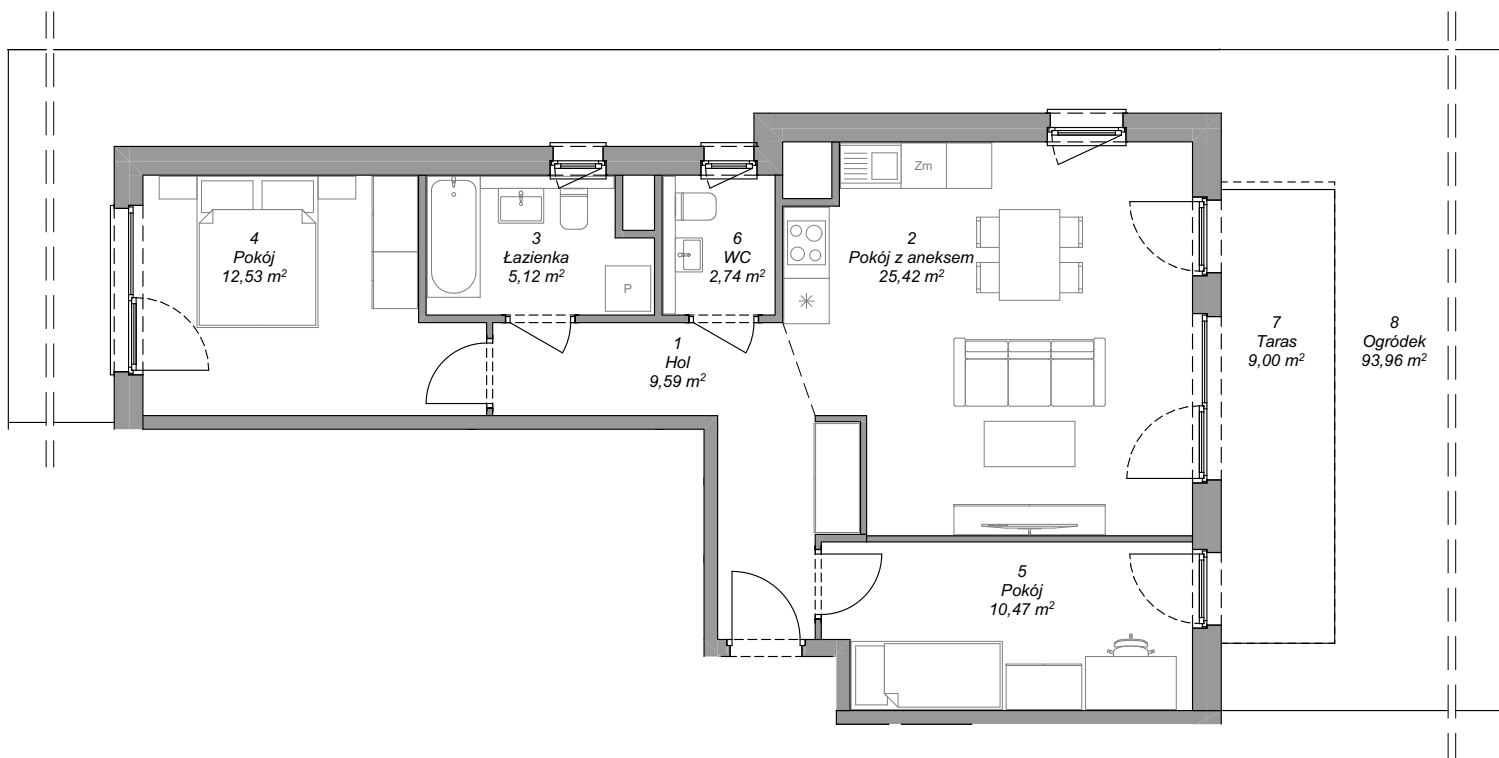 4
Pokój
12,53 m²
3
Łazienka
5,12 m²
P
6
WC
2,74 m²
Zm
2
Pokój z aneksem
25,42 m²
1
Hol
9,59 m²
7
Taras
9,00 m²
8
Ogródek
93,96 m²
5
Pokój
10,47 m²